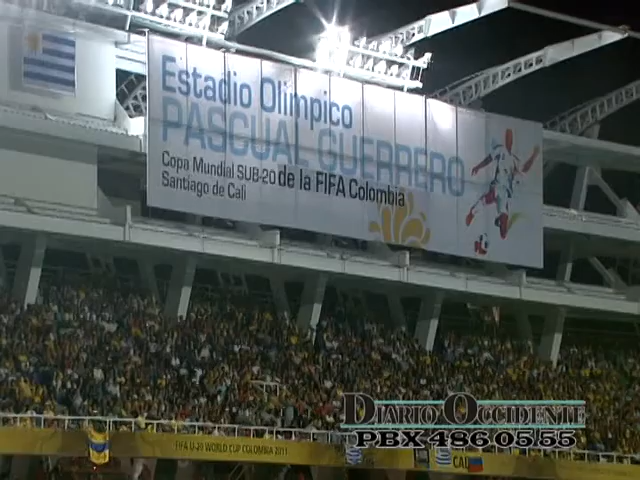 Estadio Olímpico
PASCUAL GUERRERO
Copa Mundial SUB-20 de la FIFA Colombia
Santiago de Cali
DIARIO OCCIDENTE
PBX 486 05 55
FIFA U-20 WORLD CUP COLOMBIA 2011
CALI